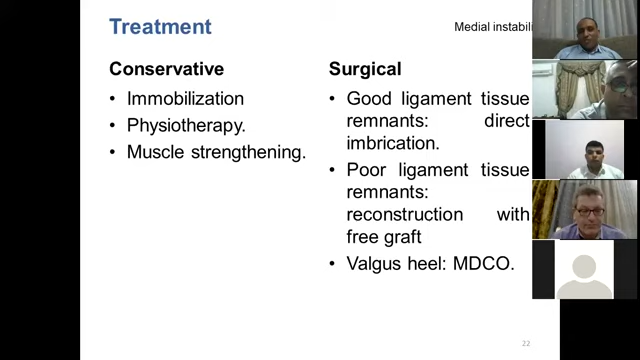 Treatment
Medial instabili
Conservative
• Immobilization
• Physiotherapy.
• Muscle strengthening.
Surgical
• Good ligament tissue
remnants: direct
imbrication.
• Poor ligament tissue
remnants:
reconstruction with
free graft
• Valgus heel: MDCO.
22